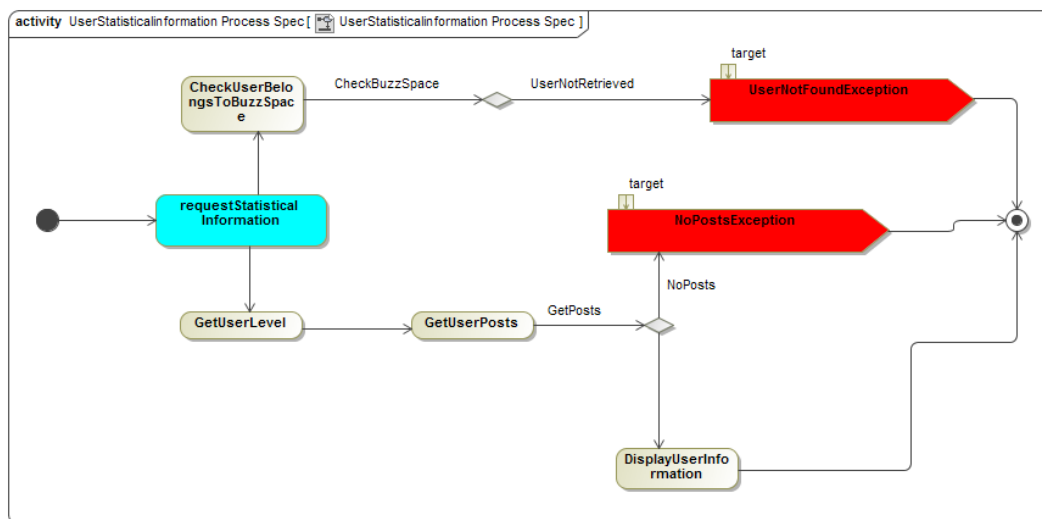 activity UserStatisticalinformation Process Spec [ UserStatisticalinformation Process Spec ]
target
CheckUserBelo
ngsToBuzzSpac
e
CheckBuzzSpace
UserNotRetrieved
UserNotFoundException
target
requestStatistical
Information
NoPostsException
NoPosts
GetUserLevel
GetUserPosts
GetPosts
DisplayUserInfo
rmation